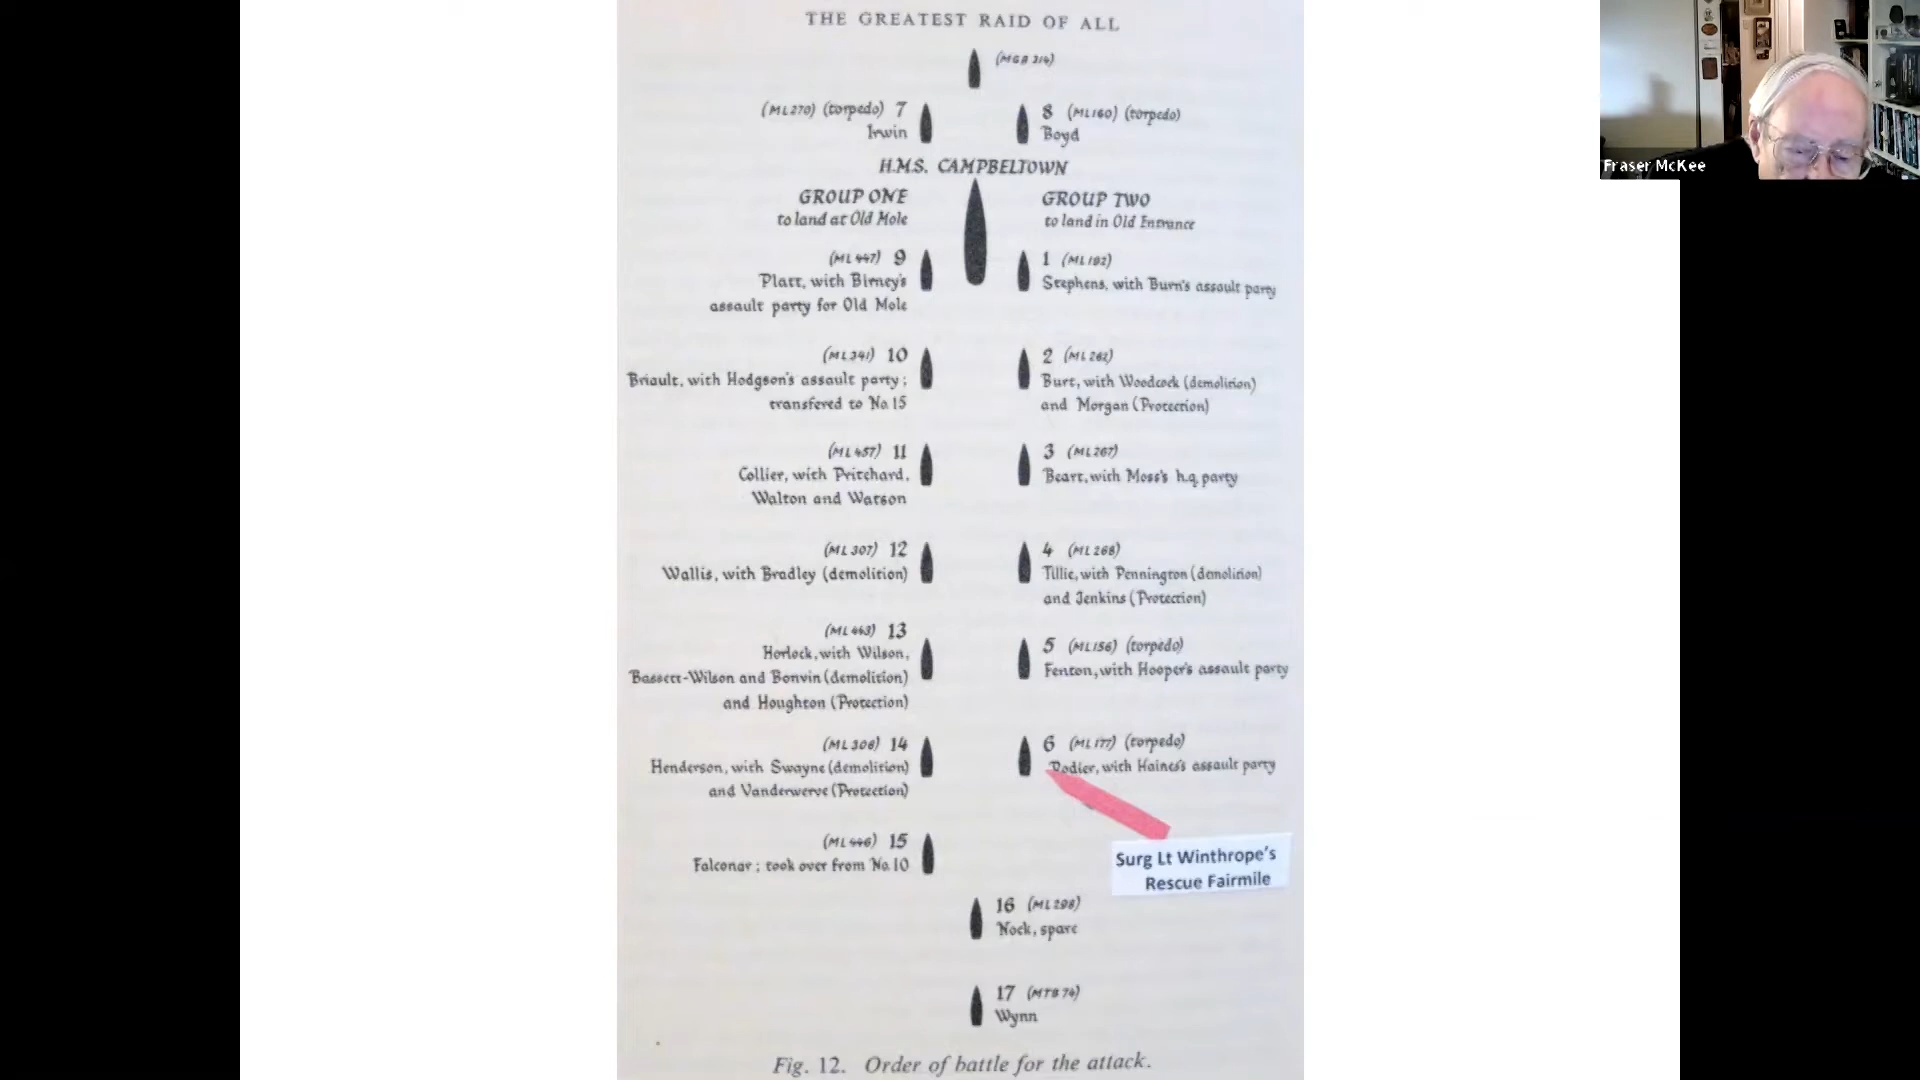 THE GREATEST RAID OF ALL
(MGB 314)
(ML270) (torpedo) 7
Irwin
8 (ML160) (torpedo)
Boyd
H.M.S. CAMPBELTOWN
GROUP ONE
to land at Old Mole
GROUP TWO
to land in Old Entrance
(ML 447) 9
Platt, with Birney's
assault party for Old Mole
1 (ML192)
Stephens, with Burn's assault party
(ML341) 10
Briault, with Hodgson's assault party;
transfered to No.15
2 (ML262)
Burt, with Woodcock (demolition)
and Morgan (Protection)
(ML457) 11
Collier, with Pritchard,
Walton and Watson
3 (ML267)
Beart, with Moss's h.q. party
(ML307) 12
Wallis, with Bradley (demolition)
4 (ML268)
Tillie, with Pennington (demolition)
and Jenkins (Protection)
(ML443) 13
Horlock, with Wilson,
Bassett-Wilson and Bonvin (demolition)
and Houghton (Protection)
5 (ML156) (torpedo)
Fenton, with Hooper's assault party
(ML306) 14
Henderson, with Swayne (demolition)
and Vanderwerve (Protection)
6 (ML177) (torpedo)
Rodier, with Haines's assault party
(ML446) 15
Falconar; took over from No.10
Surg Lt Winthrope's
Rescue Fairmile
16 (ML298)
Nock, spare
17 (MTB 74)
Wynn
Fig. 12. Order of battle for the attack.
Fraser McKee